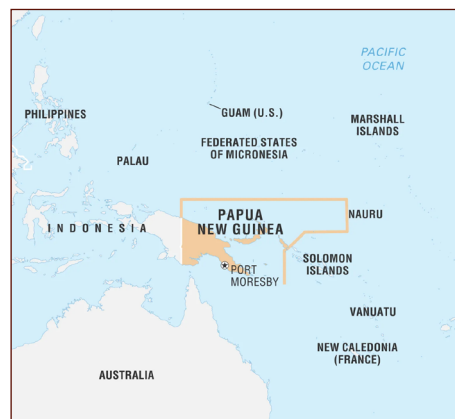 PACIFIC
OCEAN
PHILIPPINES
GUAM (U.S.)
MARSHALL
ISLANDS
FEDERATED STATES
OF MICRONESIA
PALAU
PAPUA
NEW GUINEA
NAURU
INDONESIA
SOLOMON
ISLANDS
PORT
MORESBY
VANUATU
NEW CALEDONIA
(FRANCE)
AUSTRALIA